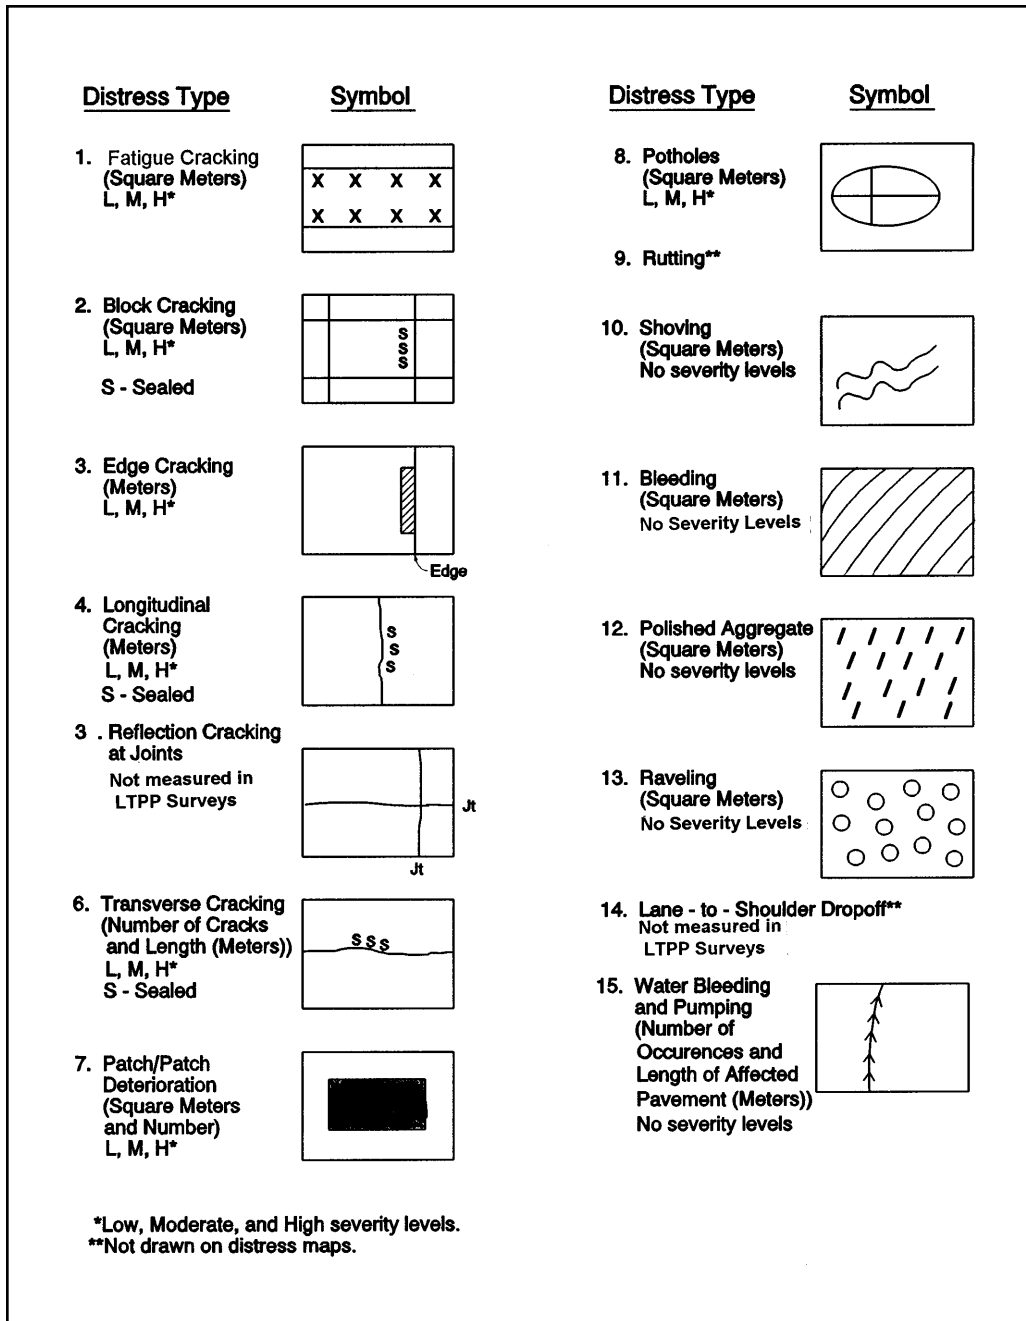 Distress Type Symbol
1. Fatigue Cracking
(Square Meters)
L, M, H*
X X X X
X X X X
2. Block Cracking
(Square Meters)
L, M, H*
S - Sealed
S
S
S
3. Edge Cracking
(Meters)
L, M, H*
Edge
4. Longitudinal
Cracking
(Meters)
L, M, H*
S - Sealed
S
S
S
3 . Reflection Cracking
at Joints
Not measured in
LTPP Surveys
Jt
Jt
6. Transverse Cracking
(Number of Cracks
and Length (Meters))
L, M, H*
S - Sealed
S S S
7. Patch/Patch
Deterioration
(Square Meters
and Number)
L, M, H*
*Low, Moderate, and High severity levels.
**Not drawn on distress maps.
Distress Type Symbol
8. Potholes
(Square Meters)
L, M, H*
9. Rutting**
10. Shoving
(Square Meters)
No severity levels
11. Bleeding
(Square Meters)
No Severity Levels
12. Polished Aggregate
(Square Meters)
No severity levels
13. Raveling
(Square Meters)
No Severity Levels
14. Lane - to - Shoulder Dropoff**
Not measured in
LTPP Surveys
15. Water Bleeding
and Pumping
(Number of
Occurences and
Length of Affected
Pavement (Meters))
No severity levels